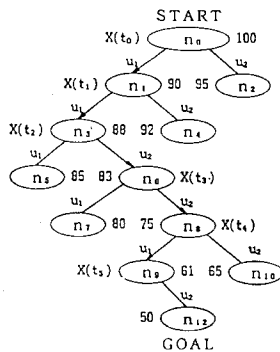 START
X(t₀) n₀ 100
u₁ u₂
X(t₁) n₁ 90 95 n₂
u₁ u₂
X(t₂) n₃ 88 92 n₄
u₁ u₂
n₅ 85 83 n₆ X(t₃)
u₁ u₂
n₇ 80 75 n₈ X(t₄)
u₁ u₂
X(t₅) n₉ 61 65 n₁₀
u₂
50 n₁₂
GOAL